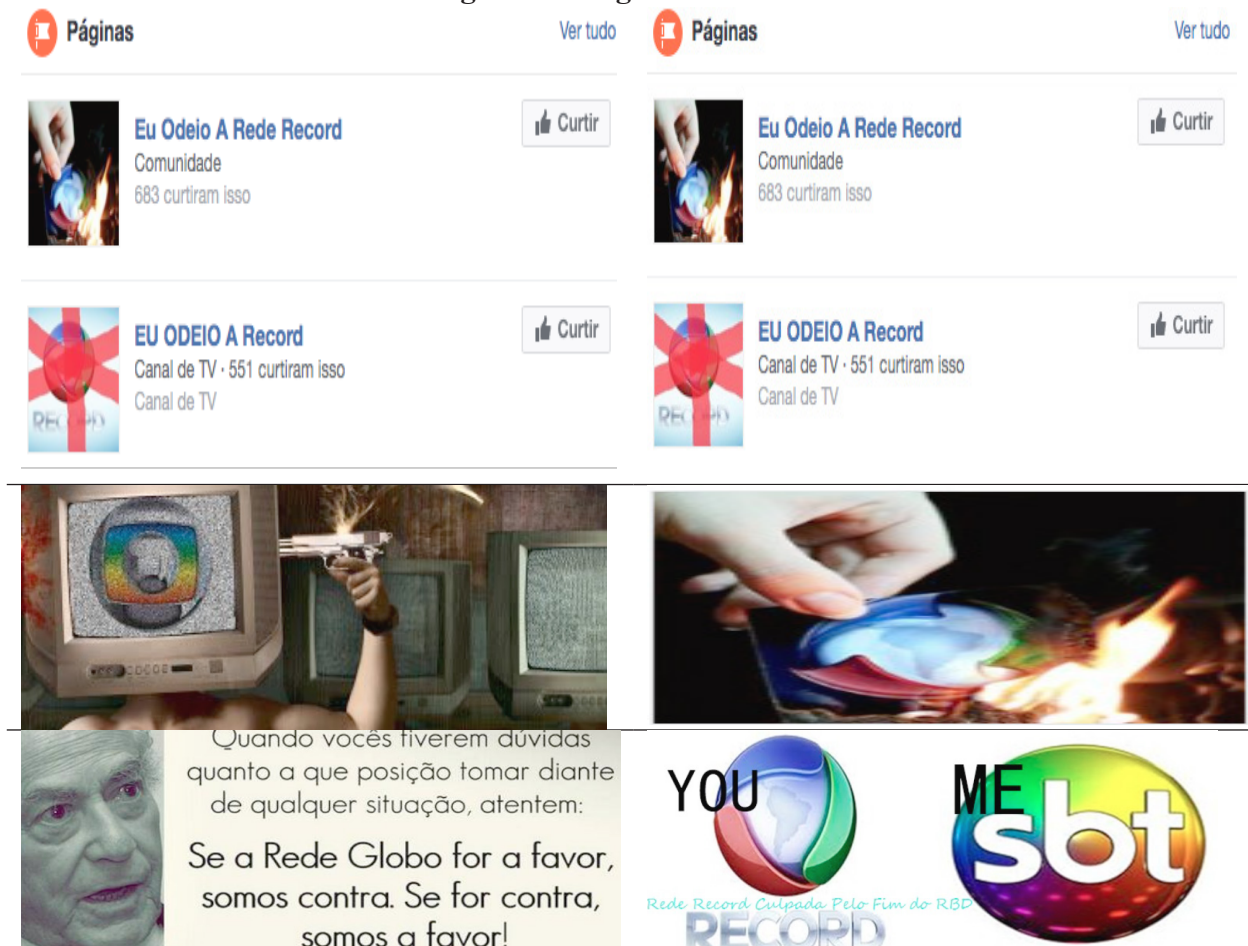 Páginas
Ver tudo
Eu Odeio A Rede Record
Curtir
Comunidade
683 curtiram isso
EU ODEIO A Record
Curtir
Canal de TV · 551 curtiram isso
Canal de TV
RECORD
Páginas
Ver tudo
Eu Odeio A Rede Record
Curtir
Comunidade
683 curtiram isso
EU ODEIO A Record
Curtir
Canal de TV · 551 curtiram isso
Canal de TV
RECORD
Quando vocês tiverem dúvidas
quanto a que posição tomar diante
de qualquer situação, atentem:
Se a Rede Globo for a favor,
somos contra. Se for contra,
somos a favor!
YOU
ME
sbt
Rede Record Culpada Pelo Fim do RBD
RECORD